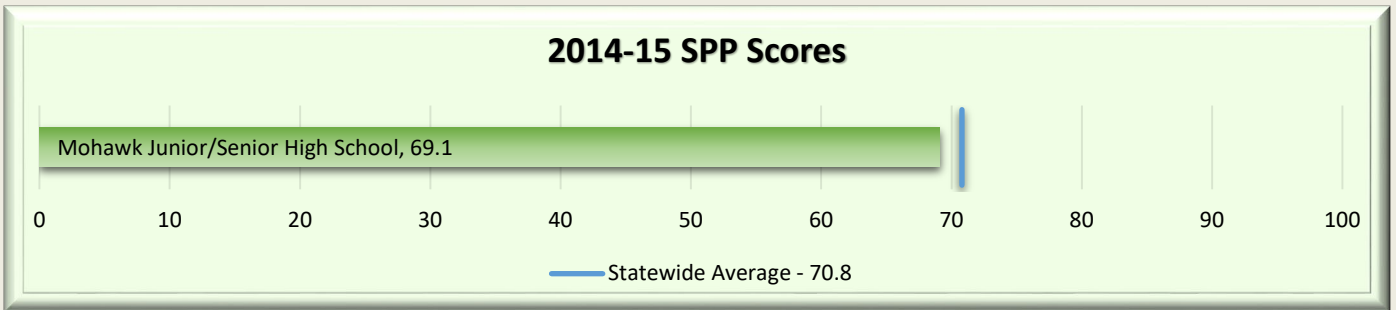 2014-15 SPP Scores
Mohawk Junior/Senior High School, 69.1
0 10 20 30 40 50 60 70 80 90 100
Statewide Average - 70.8